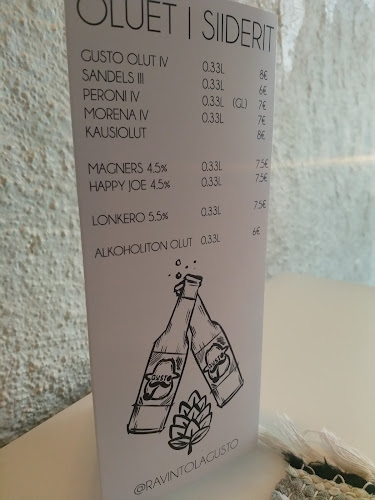 OLUET | SIIDERIT
GUSTO OLUT IV 0.33L 8€
SANDELS III 0.33L 6€
PERONI IV 0.33L (GL) 7€
MORENA IV 0.33L 7€
KAUSIOLUT 8€
MAGNERS 4.5% 0.33L 7.5€
HAPPY JOE 4.5% 0.33L 7.5€
LONKERO 5.5% 0.33L 7.5€
ALKOHOLITON OLUT 0.33L 6€
GUSTO GUSTO
@RAVINTOLAGUSTO